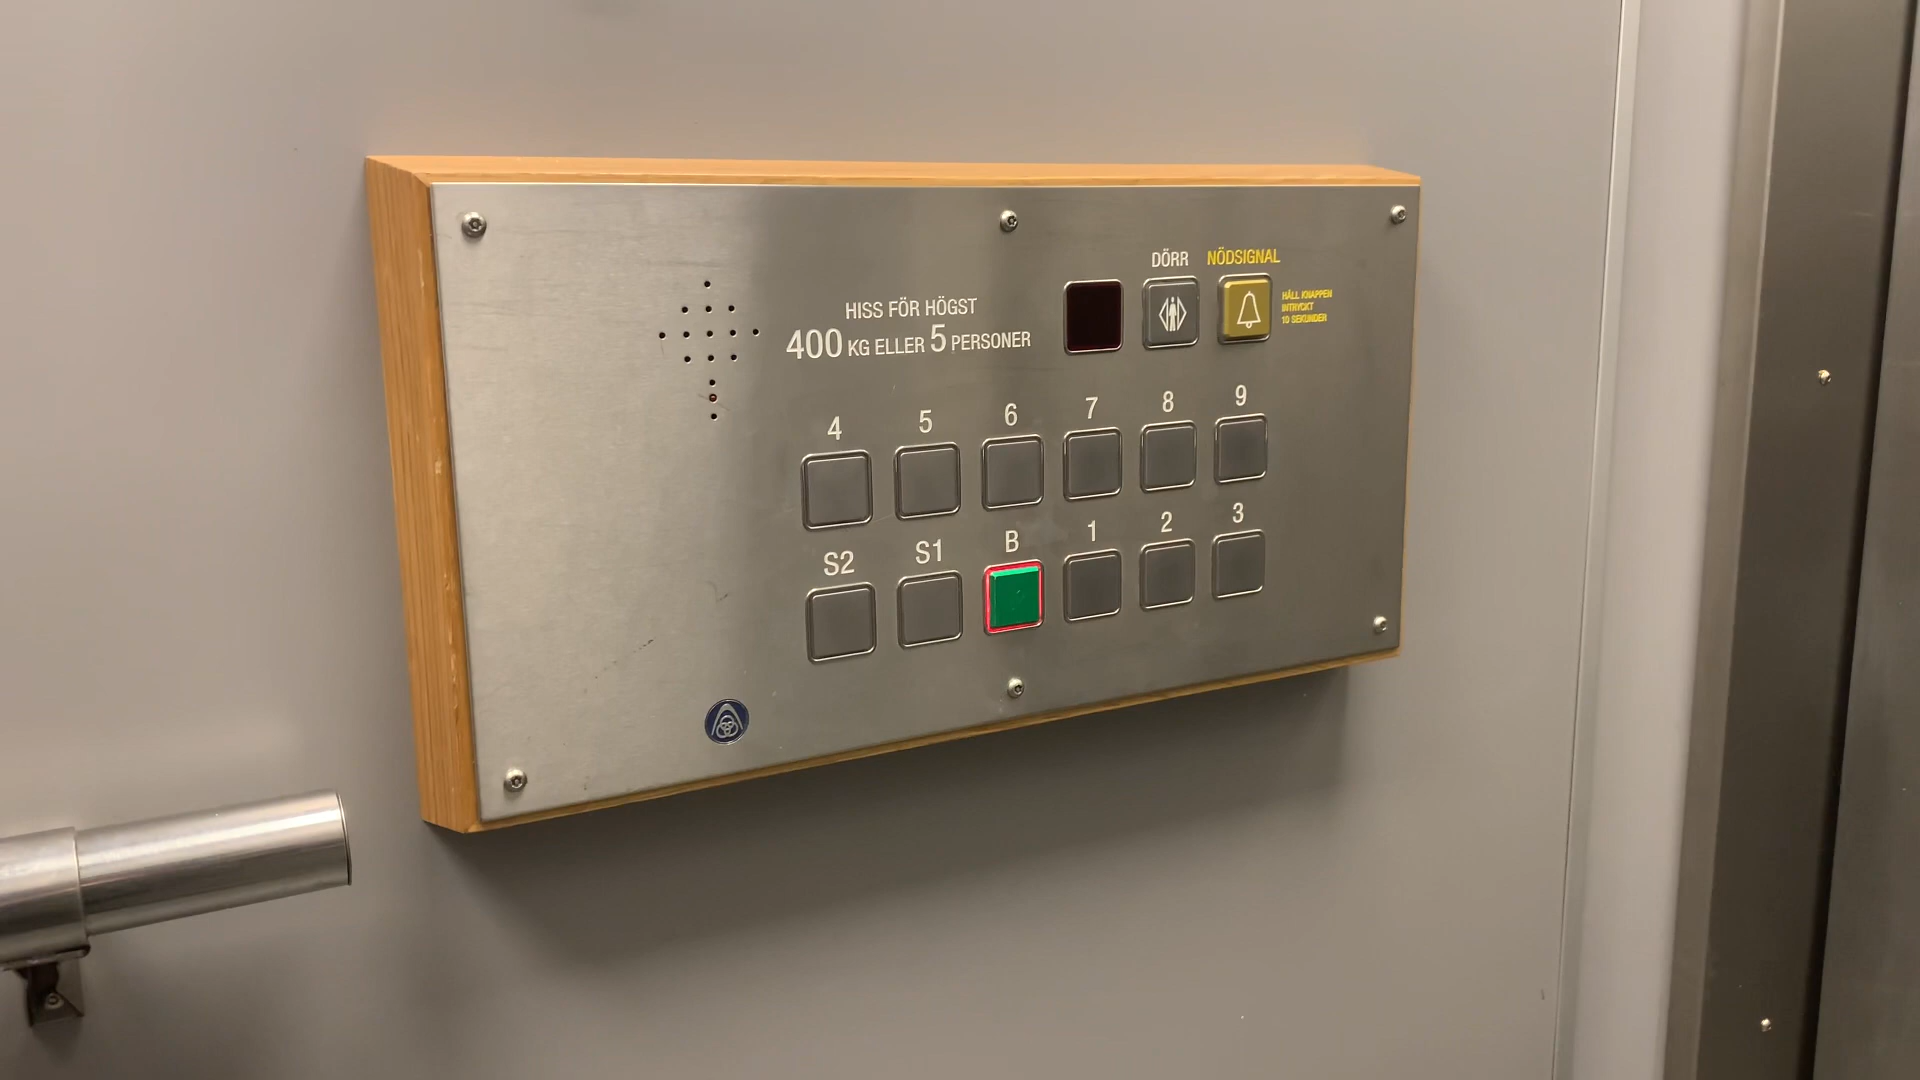 DÖRR
NÖDSIGNAL
HISS FÖR HÖGST
400 KG ELLER 5 PERSONER
HÅLL KNAPPEN
INTRYCKT
10 SEKUNDER
4 5 6 7 8 9
S2 S1 B 1 2 3